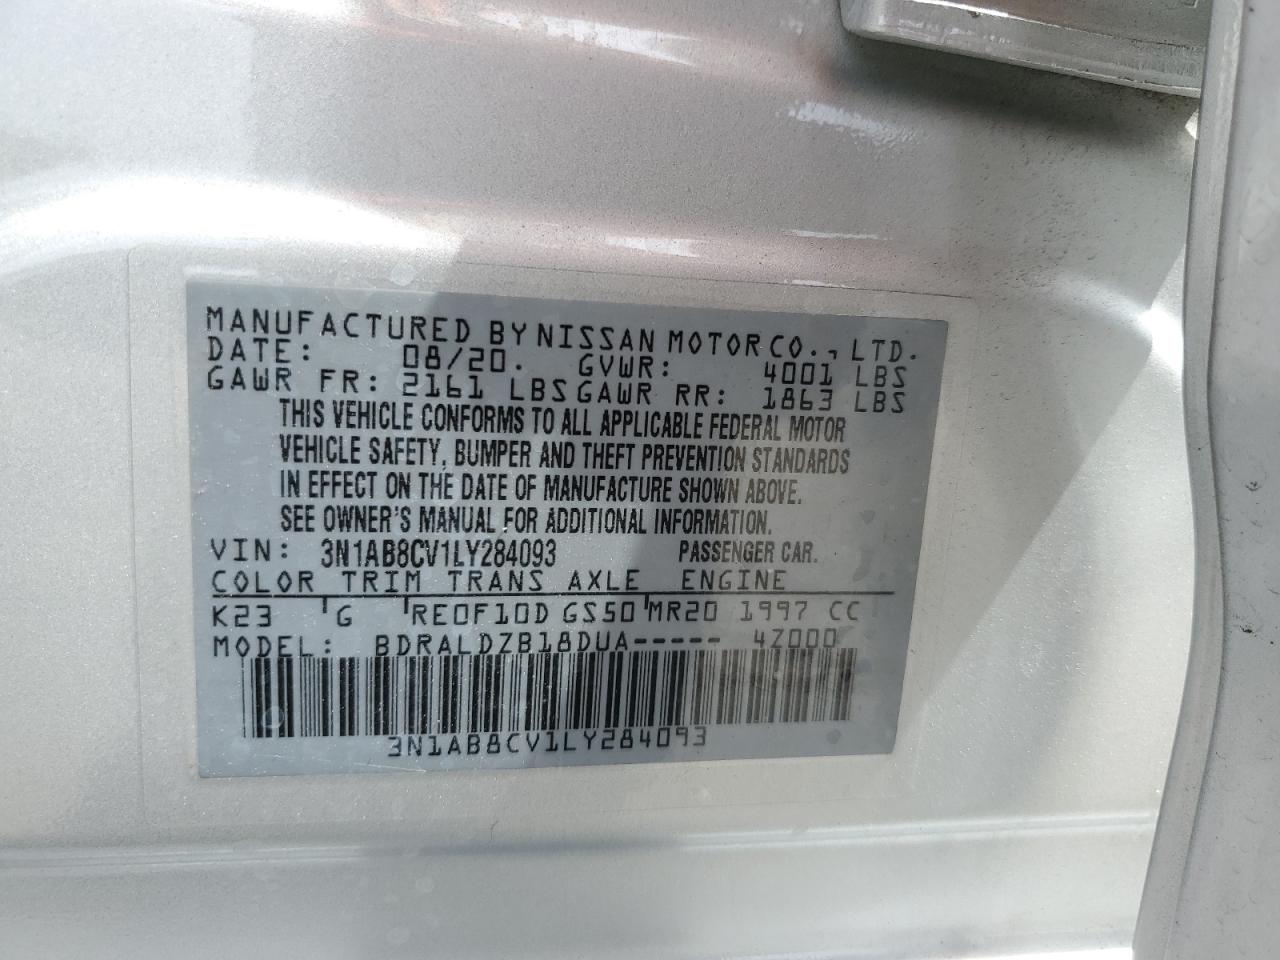 MANUFACTURED BY NISSAN MOTOR CO., LTD.
DATE: 08/20. GVWR: 4001 LBS
GAWR FR: 2161 LBS GAWR RR: 1863 LBS
THIS VEHICLE CONFORMS TO ALL APPLICABLE FEDERAL MOTOR
VEHICLE SAFETY, BUMPER AND THEFT PREVENTION STANDARDS
IN EFFECT ON THE DATE OF MANUFACTURE SHOWN ABOVE.
SEE OWNER'S MANUAL FOR ADDITIONAL INFORMATION.
VIN: 3N1AB8CV1LY284093 PASSENGER CAR.
COLOR TRIM TRANS AXLE ENGINE
K23 'G 'RE0F10D GS50'MR20 1997 CC
MODEL: BDRALDZB18DUA----- 4Z000
3N1AB8CV1LY284093